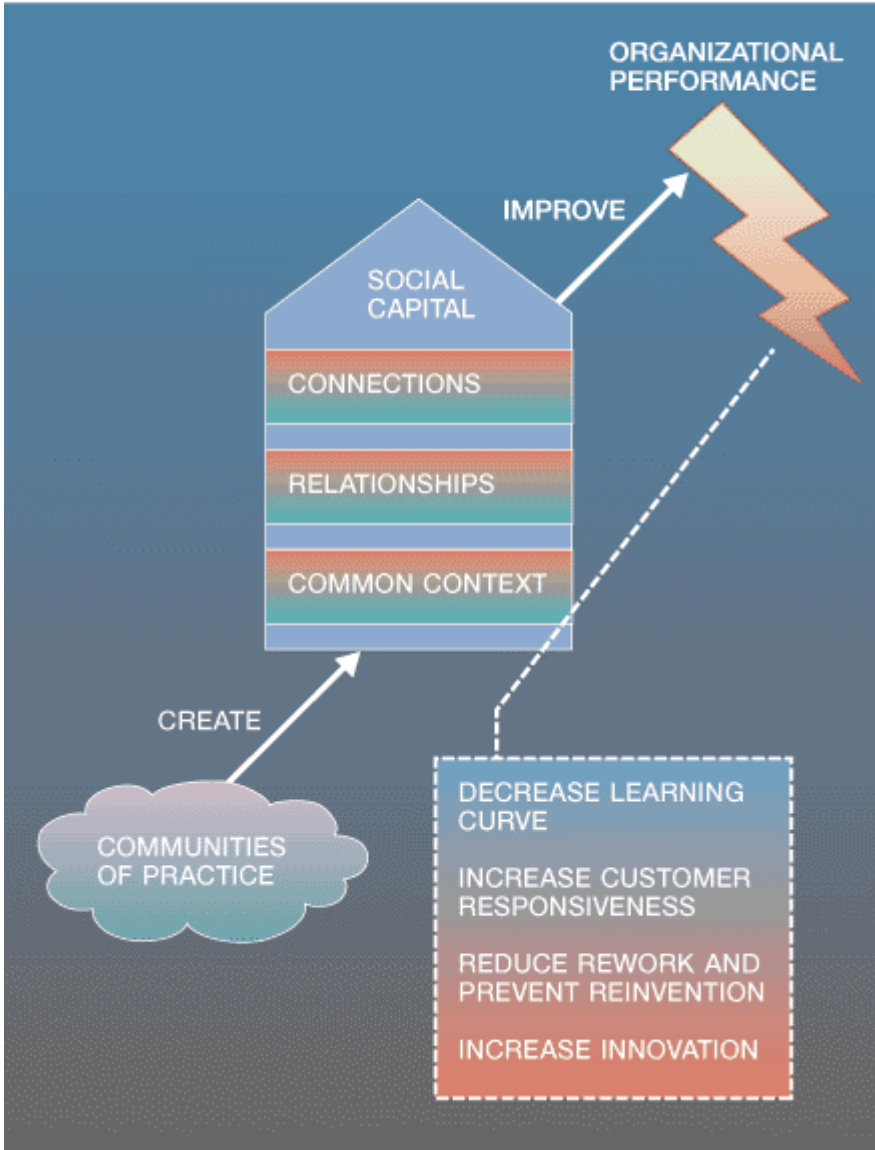 ORGANIZATIONAL
PERFORMANCE
IMPROVE
SOCIAL
CAPITAL
CONNECTIONS
RELATIONSHIPS
COMMON CONTEXT
CREATE
COMMUNITIES
OF PRACTICE
DECREASE LEARNING
CURVE
INCREASE CUSTOMER
RESPONSIVENESS
REDUCE REWORK AND
PREVENT REINVENTION
INCREASE INNOVATION